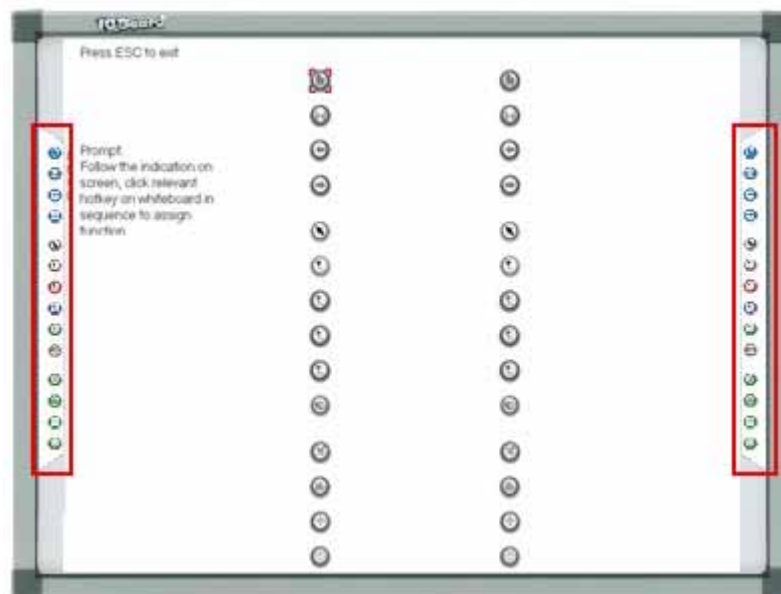 IQBoard
Press ESC to exit
Prompt
Follow the indication on
screen, click relevant
hotkey on whiteboard in
sequence to assign
function